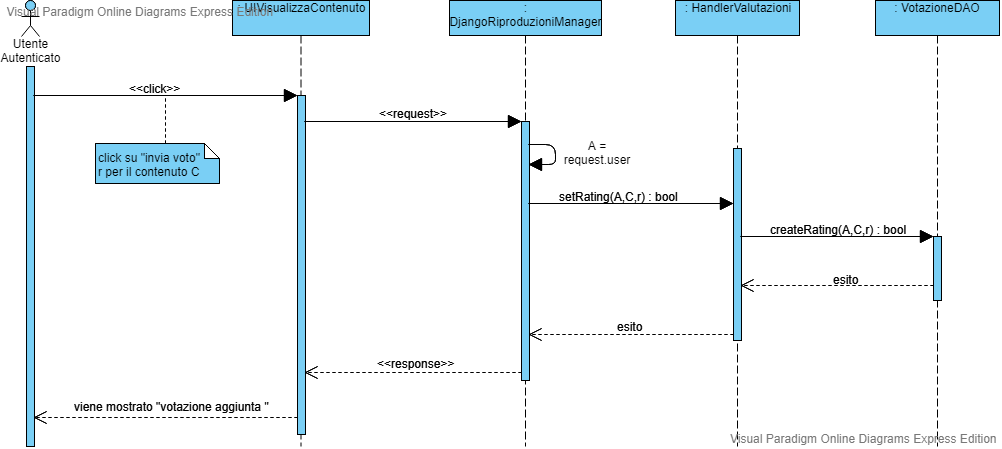 Visual Paradigm Online Diagrams Express Edition
: UIVisualizzaContenuto
:
DjangoRiproduzioniManager
: HandlerValutazioni
: VotazioneDAO
Utente
Autenticato
<<click>>
<<request>>
click su "invia voto"
r per il contenuto C
A =
request.user
setRating(A,C,r) : bool
createRating(A,C,r) : bool
esito
esito
<<response>>
viene mostrato "votazione aggiunta "
Visual Paradigm Online Diagrams Express Edition